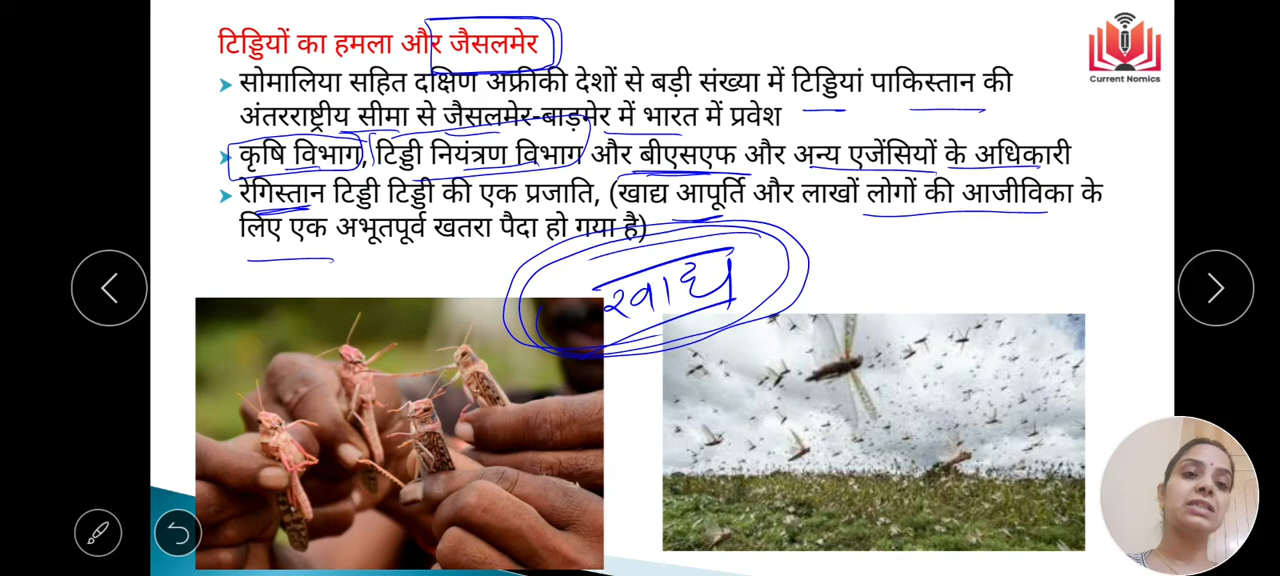 टिड्डियों का हमला और जैसलमेर
सोमालिया सहित दक्षिण अफ्रीकी देशों से बड़ी संख्या में टिड्डियां पाकिस्तान की
अंतरराष्ट्रीय सीमा से जैसलमेर-बाड़मेर में भारत में प्रवेश
कृषि विभाग, टिड्डी नियंत्रण विभाग और बीएसएफ और अन्य एजेंसियों के अधिकारी
रेगिस्तान टिड्डी टिड्डी की एक प्रजाति, (खाद्य आपूर्ति और लाखों लोगों की आजीविका के
लिए एक अभूतपूर्व खतरा पैदा हो गया है)
खाद्य
Current Nomics